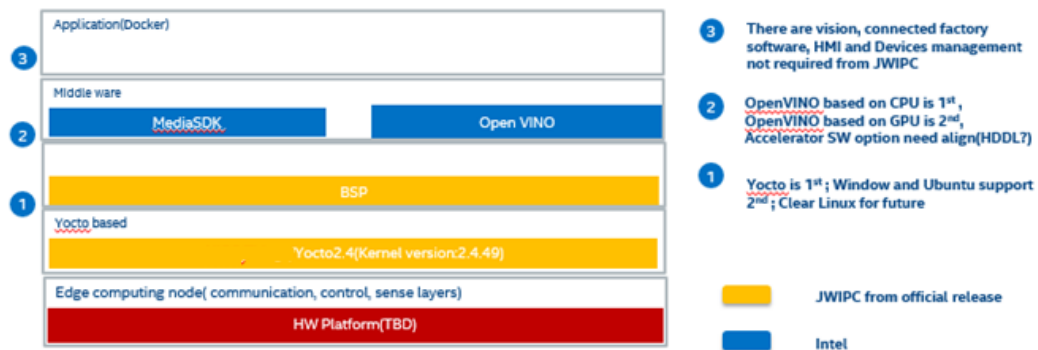 Application(Docker)
3
Middle ware
MediaSDK
Open VINO
2
BSP
1
Yocto based
Yocto2.4(Kernel version:2.4.49)
Edge computing node( communication, control, sense layers)
HW Platform(TBD)
3
There are vision, connected factory
software, HMI and Devices management
not required from JWIPC
2
OpenVINO based on CPU is 1st ,
OpenVINO based on GPU is 2nd,
Accelerator SW option need align(HDDL?)
1
Yocto is 1st ; Window and Ubuntu support
2nd ; Clear Linux for future
JWIPC from official release
Intel